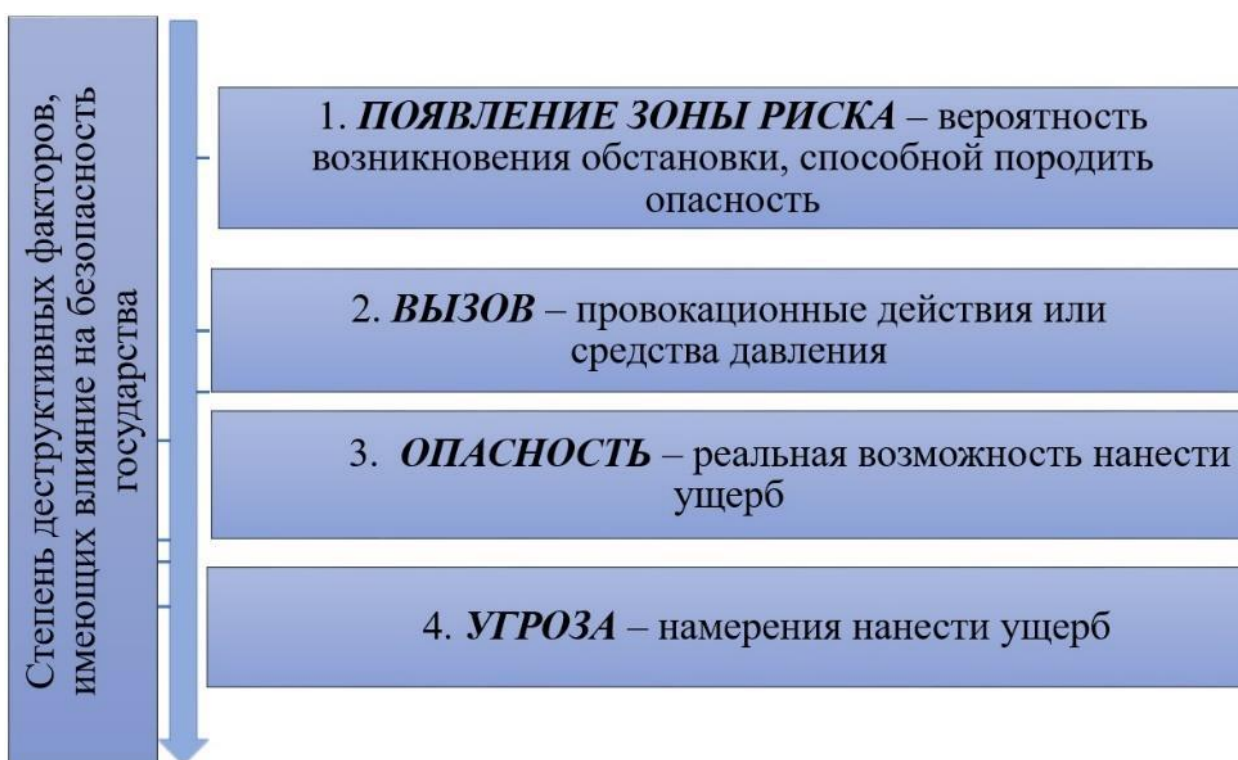 Степень деструктивных факторов,
имеющих влияние на безопасность
государства
1. ПОЯВЛЕНИЕ ЗОНЫ РИСКА – вероятность
возникновения обстановки, способной породить
опасность
2. ВЫЗОВ – провокационные действия или
средства давления
3. ОПАСНОСТЬ – реальная возможность нанести
ущерб
4. УГРОЗА – намерения нанести ущерб